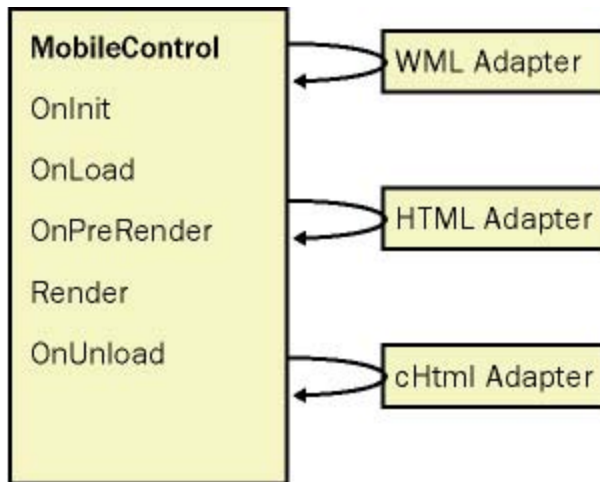 MobileControl
OnInit
OnLoad
OnPreRender
Render
OnUnload
WML Adapter
HTML Adapter
cHtml Adapter